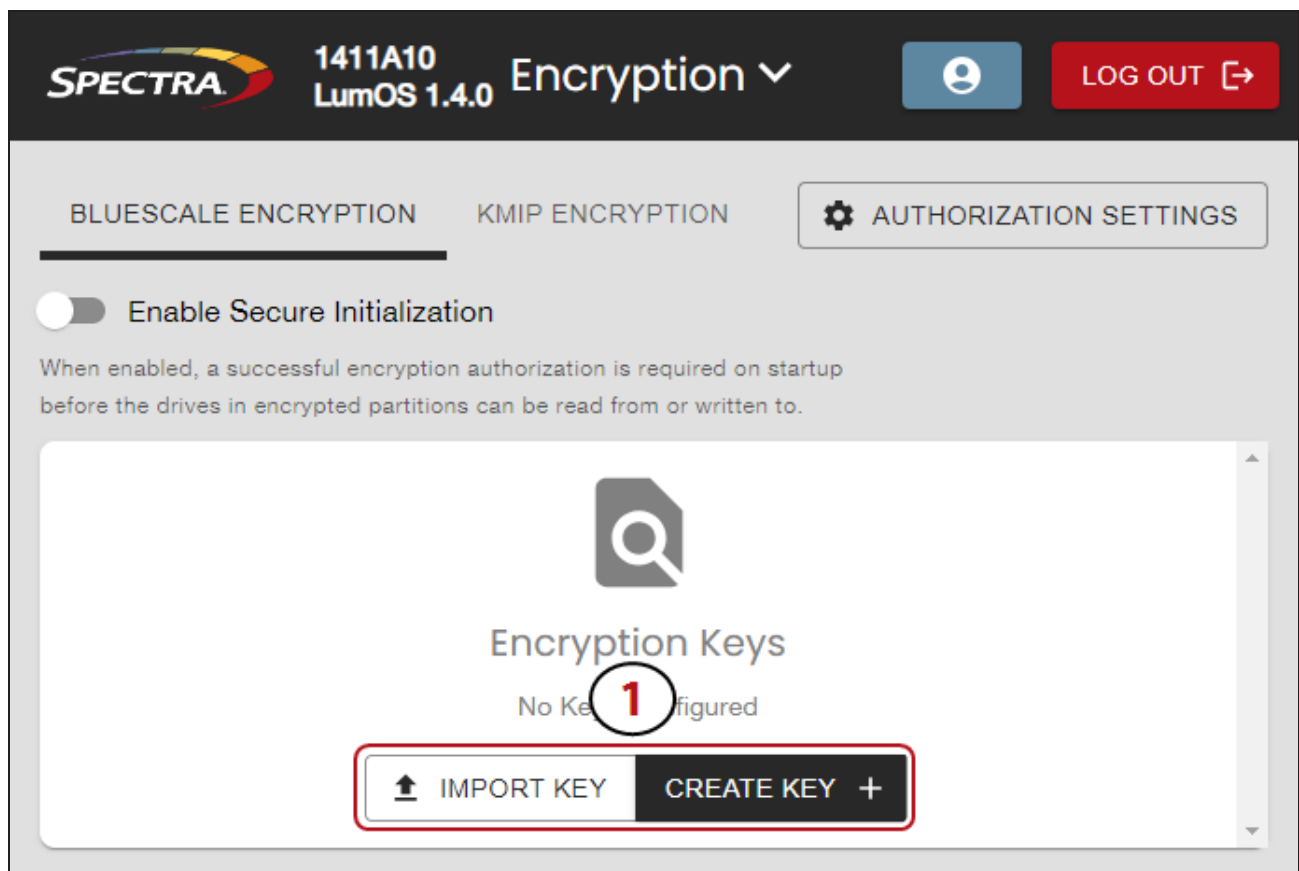 SPECTRA
1411A10
LumOS 1.4.0
Encryption
LOG OUT
BLUESCALE ENCRYPTION
KMIP ENCRYPTION
AUTHORIZATION SETTINGS
Enable Secure Initialization
When enabled, a successful encryption authorization is required on startup
before the drives in encrypted partitions can be read from or written to.
Encryption Keys
No
1
IMPORT KEY
CREATE KEY +